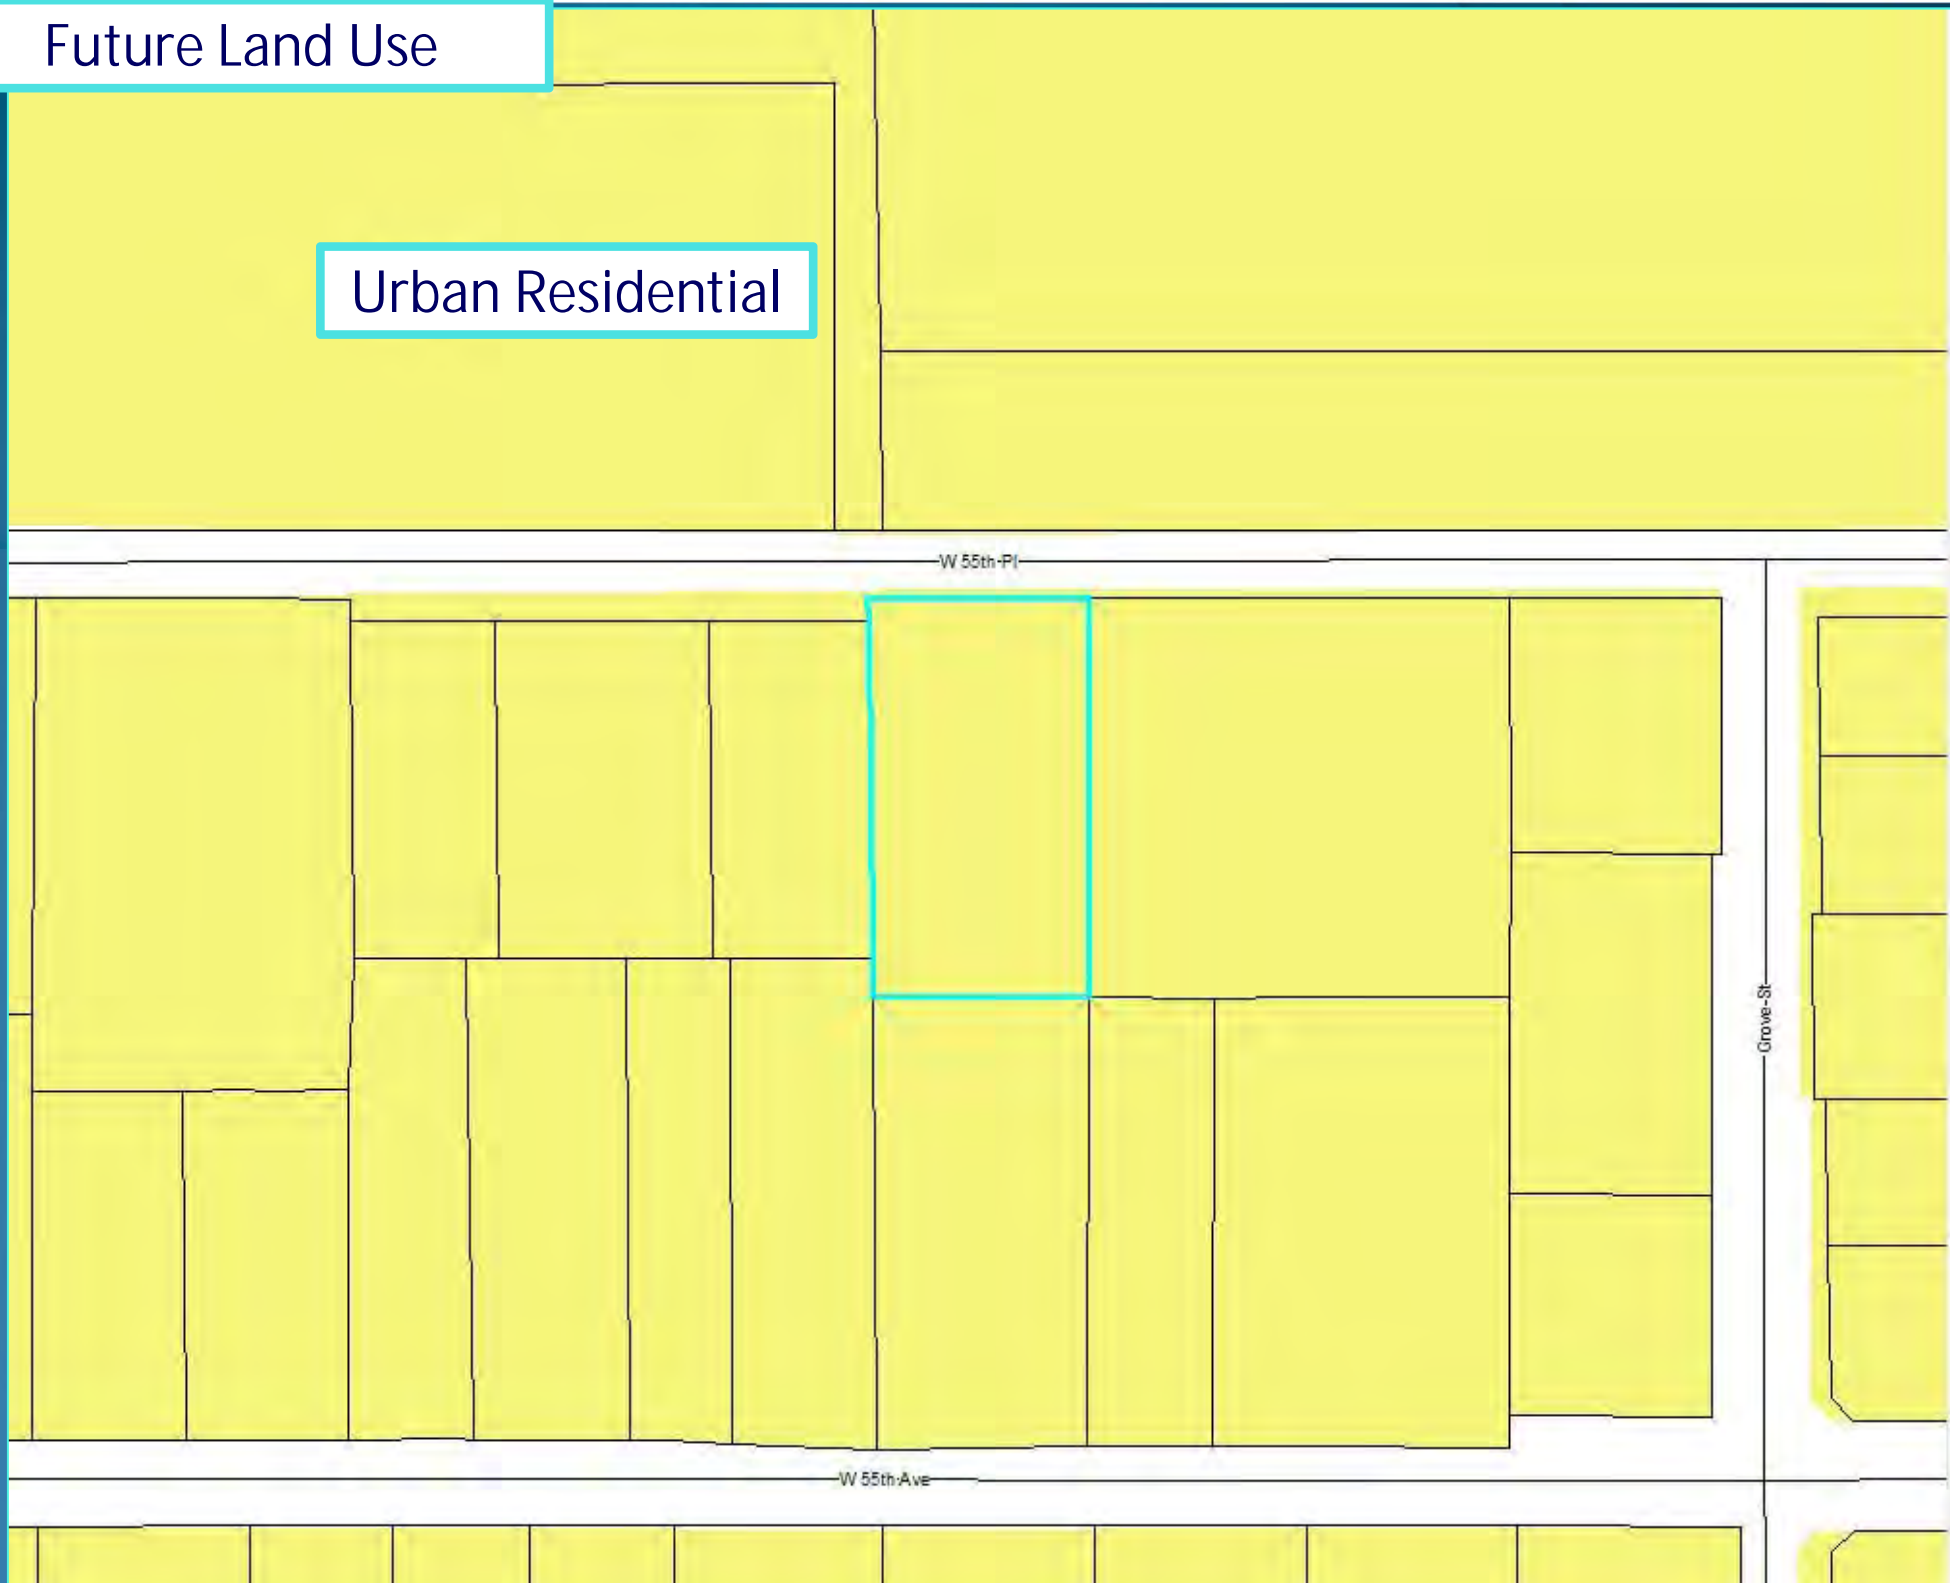 Future Land Use
Urban Residential
W 55th Pl
Grove St
W 55th Ave